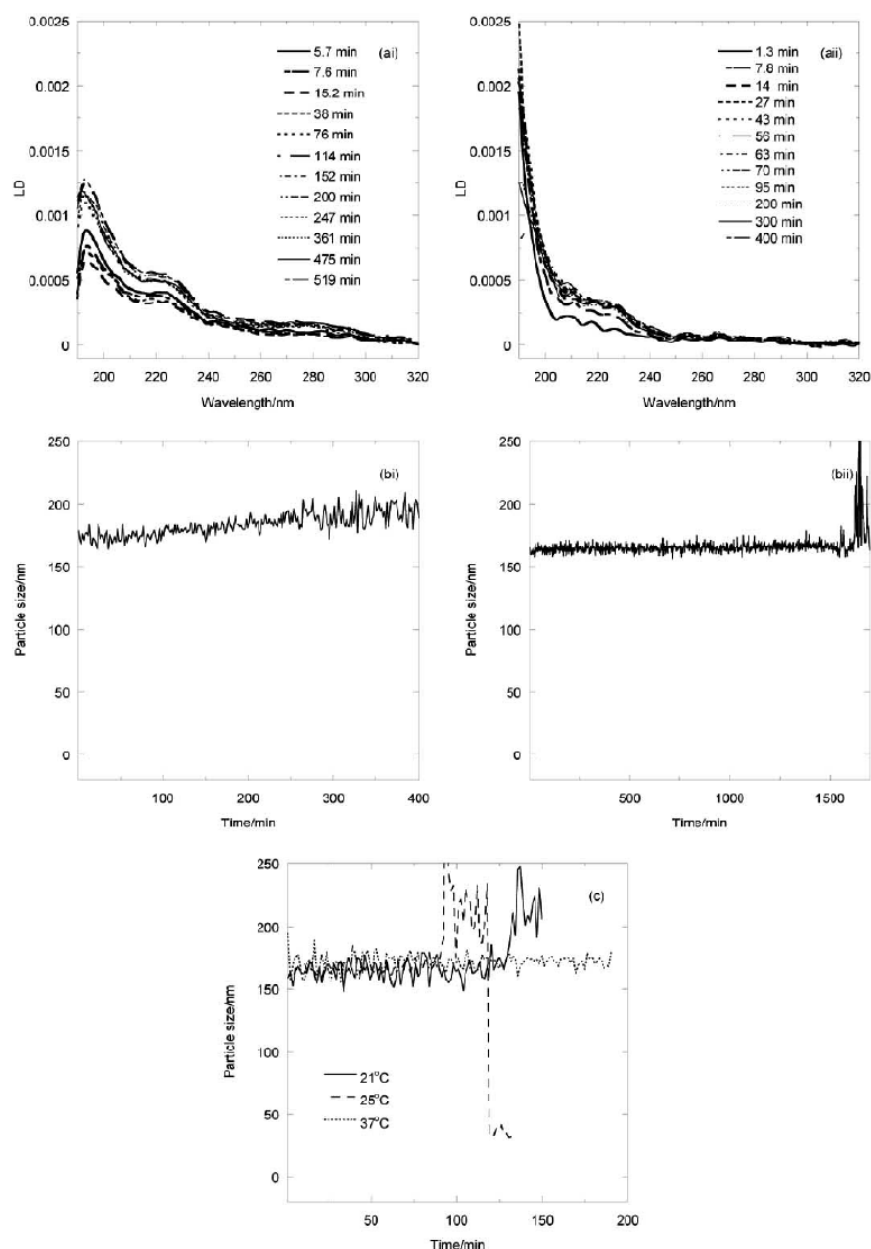 0.0025
0.002
0.0015
0.001
0.0005
0
LD
(ai)
5.7 min
7.6 min
15.2 min
38 min
76 min
114 min
152 min
200 min
247 min
361 min
475 min
519 min
200 220 240 260 280 300 320
Wavelength/nm
0.0025
0.002
0.0015
0.001
0.0005
0
LD
(aii)
1.3 min
7.8 min
14 min
27 min
43 min
56 min
63 min
70 min
95 min
200 min
300 min
400 min
200 220 240 260 280 300 320
Wavelength/nm
250
200
150
100
50
0
Particle size/nm
(bi)
100 200 300 400
Time/min
250
200
150
100
50
0
Particle size/nm
(bii)
500 1000 1500
Time/min
250
200
150
100
50
0
Particle size/nm
(c)
21°C
25°C
37°C
50 100 150 200
Time/min